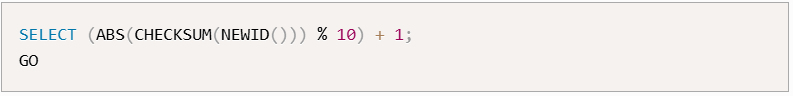 SELECT (ABS(CHECKSUM(NEWID())) % 10) + 1;
GO